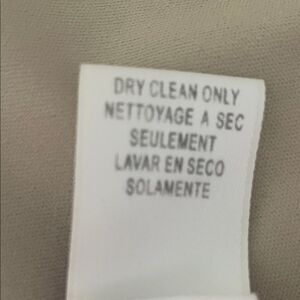 DRY CLEAN ONLY
NETTOYAGE A SEC
SEULEMENT
LAVAR EN SECO
SOLAMENTE